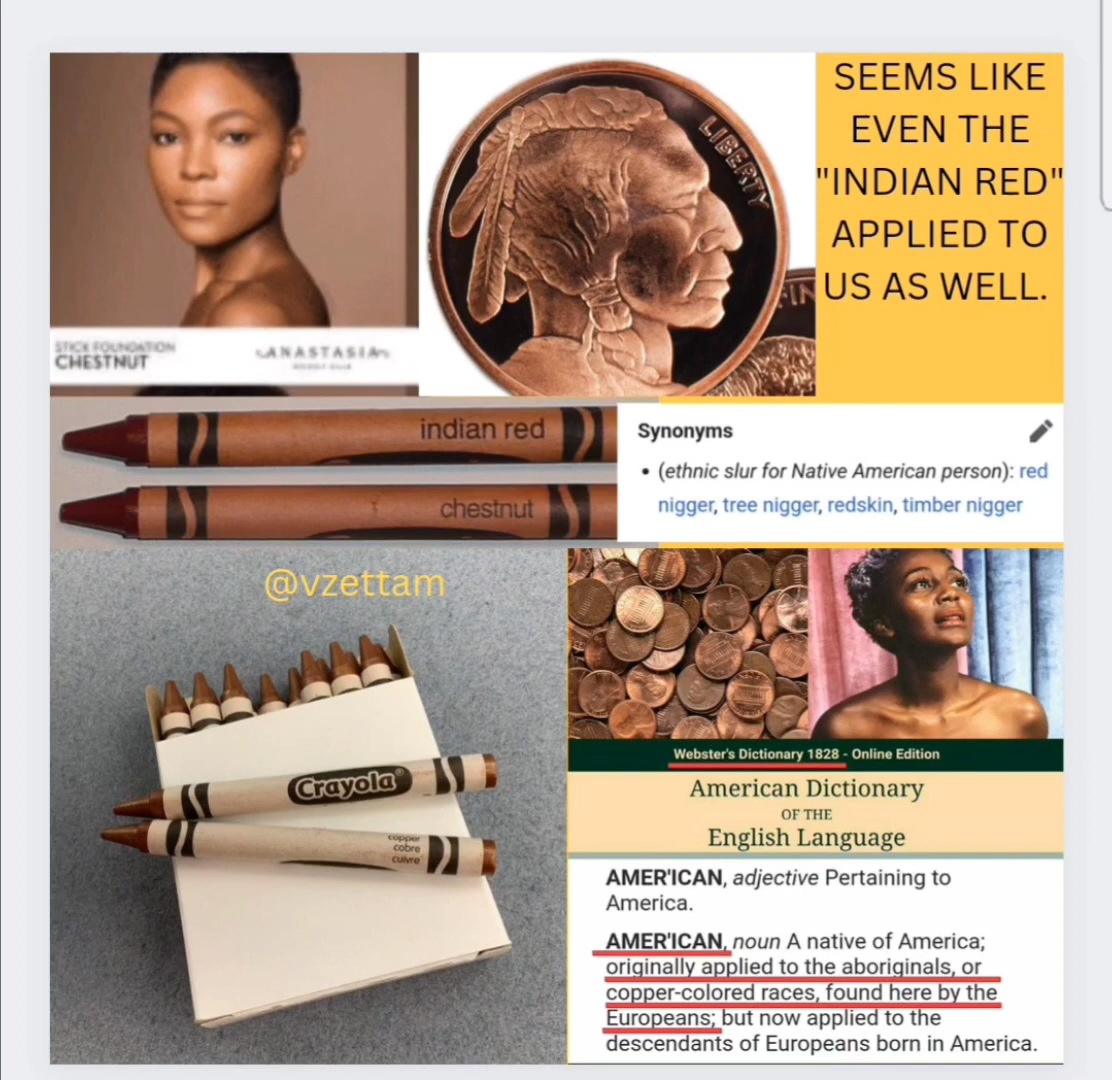 SEEMS LIKE
EVEN THE
"INDIAN RED"
APPLIED TO
US AS WELL.
LIBERTY
IN
STICK FOUNDATION
CHESTNUT
ANASTASIA
indian red
chestnut
Synonyms
• (ethnic slur for Native American person): red
nigger, tree nigger, redskin, timber nigger
@vzettam
Crayola
copper
cobre
cuivre
Webster's Dictionary 1828 - Online Edition
American Dictionary
OF THE
English Language
AMER'ICAN, adjective Pertaining to
America.
AMER'ICAN, noun A native of America;
originally applied to the aboriginals, or
copper-colored races, found here by the
Europeans; but now applied to the
descendants of Europeans born in America.